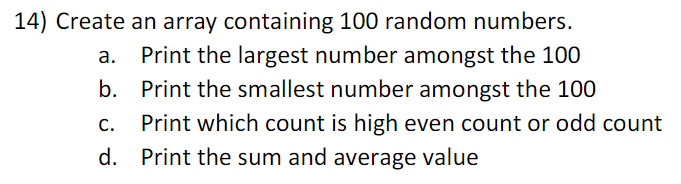 14) Create an array containing 100 random numbers.
a. Print the largest number amongst the 100
b. Print the smallest number amongst the 100
c. Print which count is high even count or odd count
d. Print the sum and average value